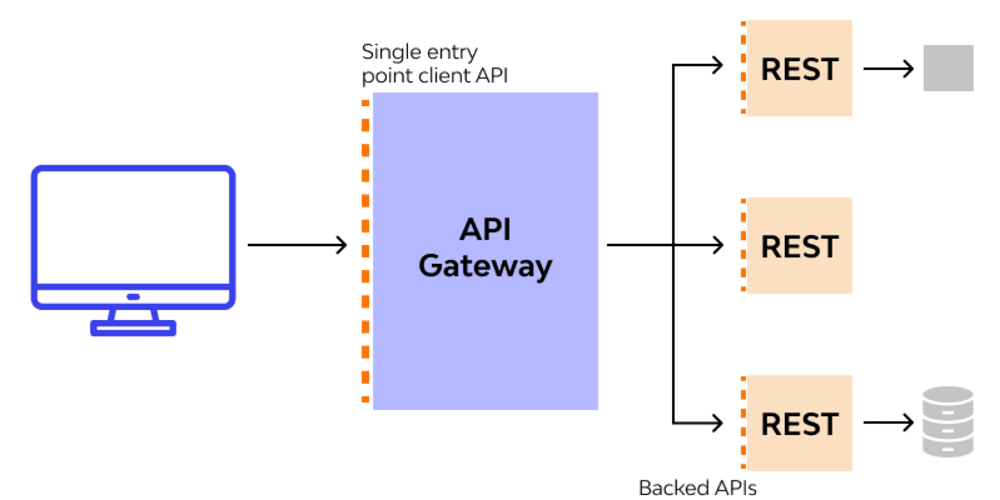 Single entry
point client API
API
Gateway
REST
REST
REST
Backed APIs